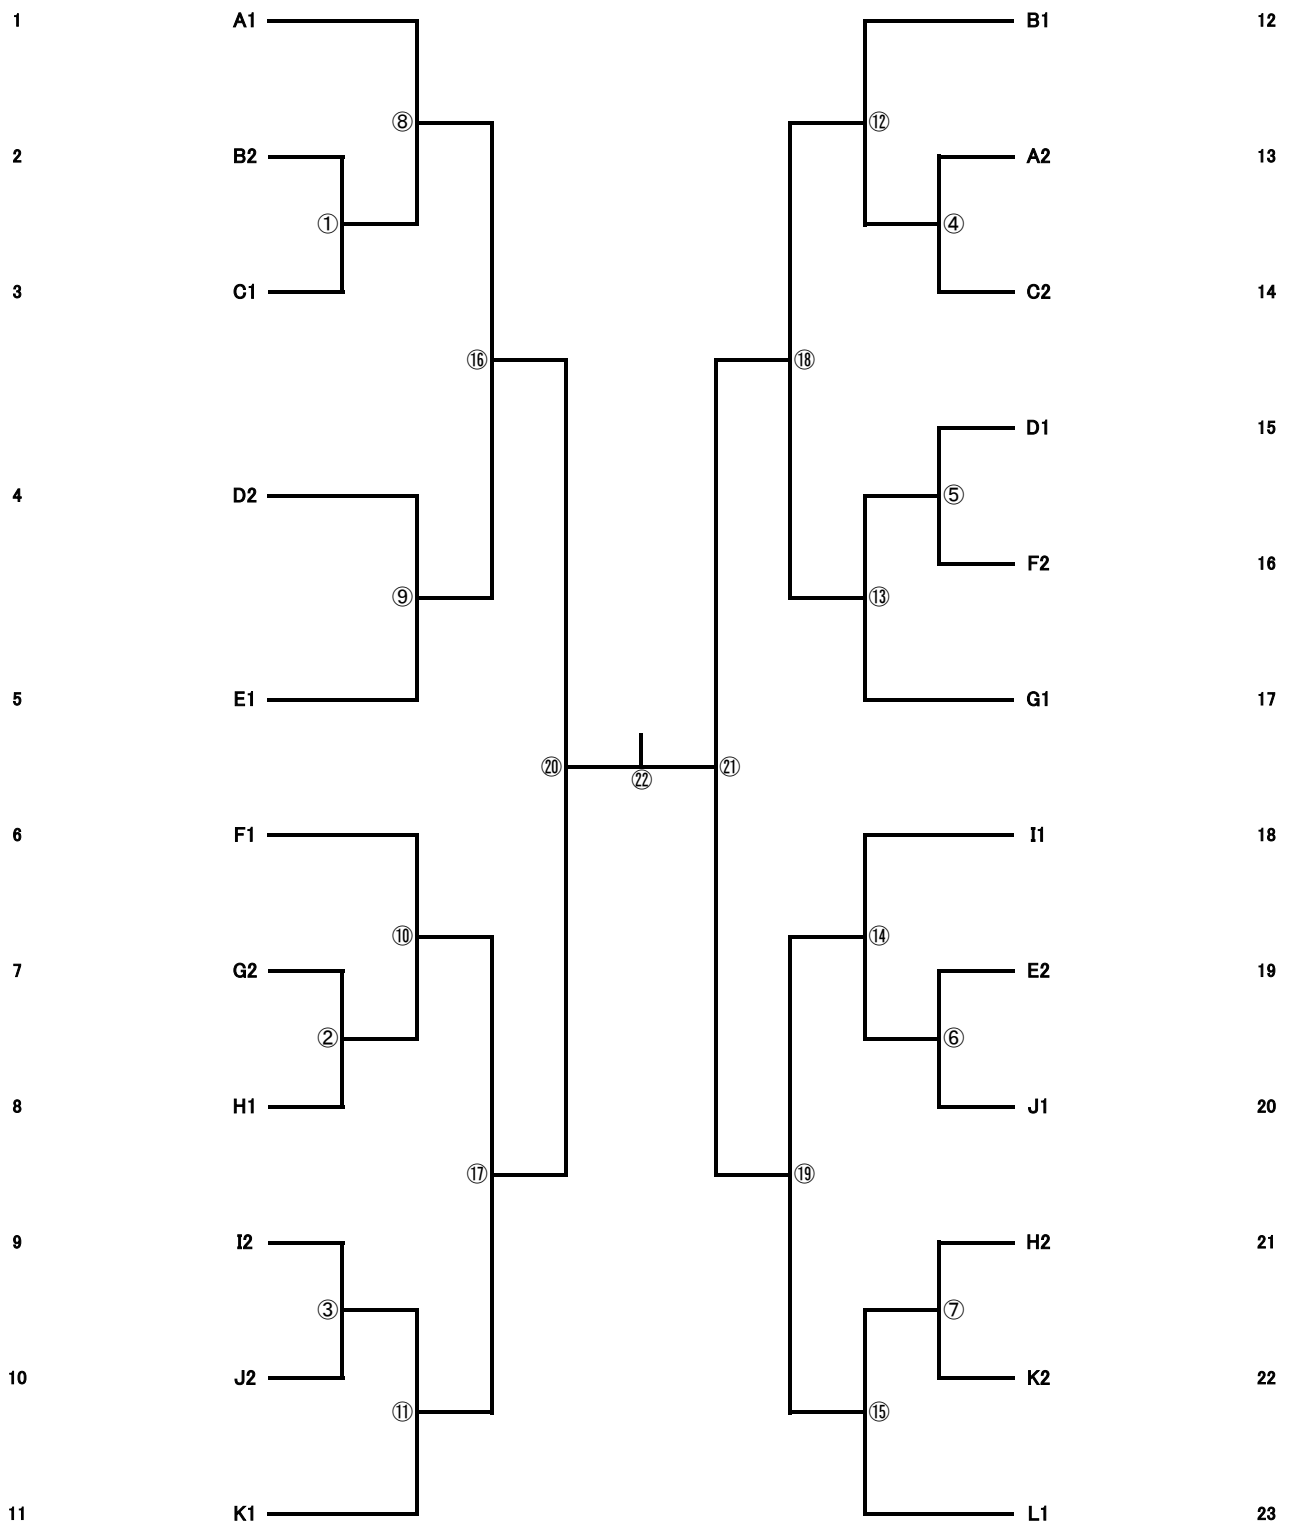 1 A1 B1 12
⑧ ⑫
2 B2 A2 13
① ④
3 C1 C2 14
⑯ ⑱
D1 15
4 D2 ⑤
F2 16
⑨ ⑬
5 E1 G1 17
⑳ ㉒ ㉑
6 F1 I1 18
⑩ ⑭
7 G2 E2 19
② ⑥
8 H1 J1 20
⑰ ⑲
9 I2 H2 21
③ ⑦
10 J2 K2 22
⑪ ⑮
11 K1 L1 23